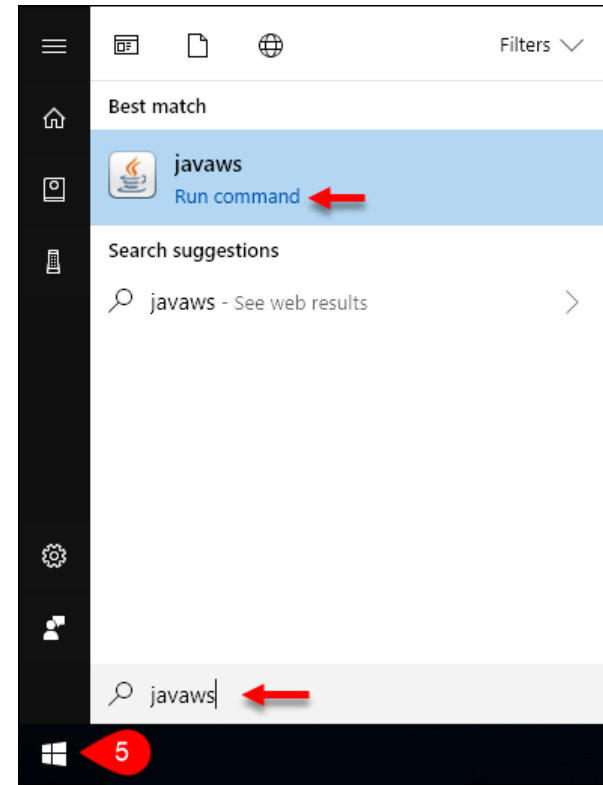 Filters
Best match
javaws
Run command
Search suggestions
javaws - See web results
javaws
5